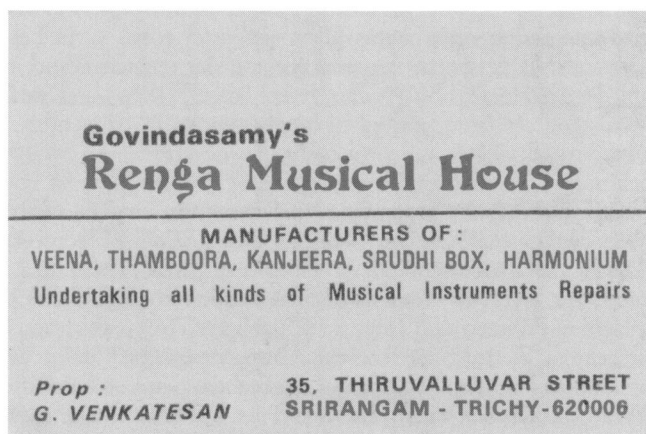 Govindasamy's
Renga Musical House
MANUFACTURERS OF :
VEENA, THAMBOORA, KANJEERA, SRUDHI BOX, HARMONIUM
Undertaking all kinds of Musical Instruments Repairs
Prop :
G. VENKATESAN
35, THIRUVALLUVAR STREET
SRIRANGAM - TRICHY-620006